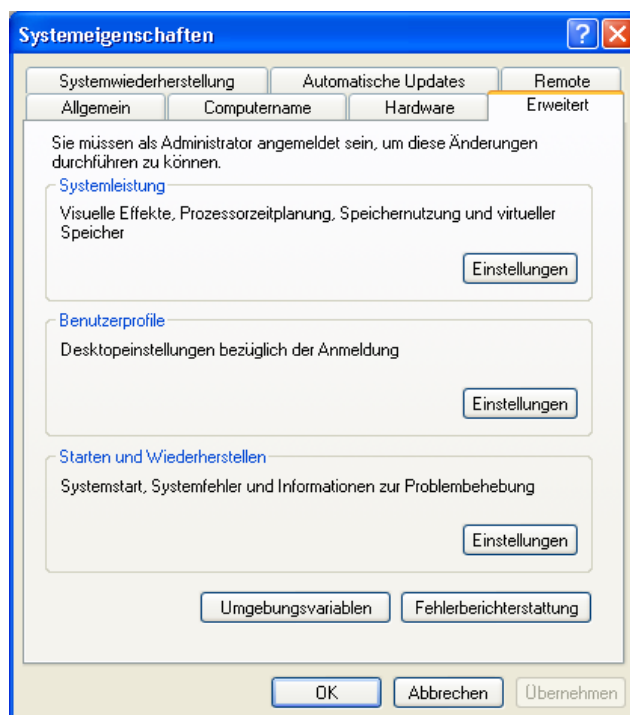 Systemeigenschaften
Systemwiederherstellung Automatische Updates Remote
Allgemein Computername Hardware Erweitert
Sie müssen als Administrator angemeldet sein, um diese Änderungen
durchführen zu können.
Systemleistung
Visuelle Effekte, Prozessorzeitplanung, Speichernutzung und virtueller
Speicher
Einstellungen
Benutzerprofile
Desktopeinstellungen bezüglich der Anmeldung
Einstellungen
Starten und Wiederherstellen
Systemstart, Systemfehler und Informationen zur Problembehebung
Einstellungen
Umgebungsvariablen Fehlerberichterstattung
OK Abbrechen Übernehmen